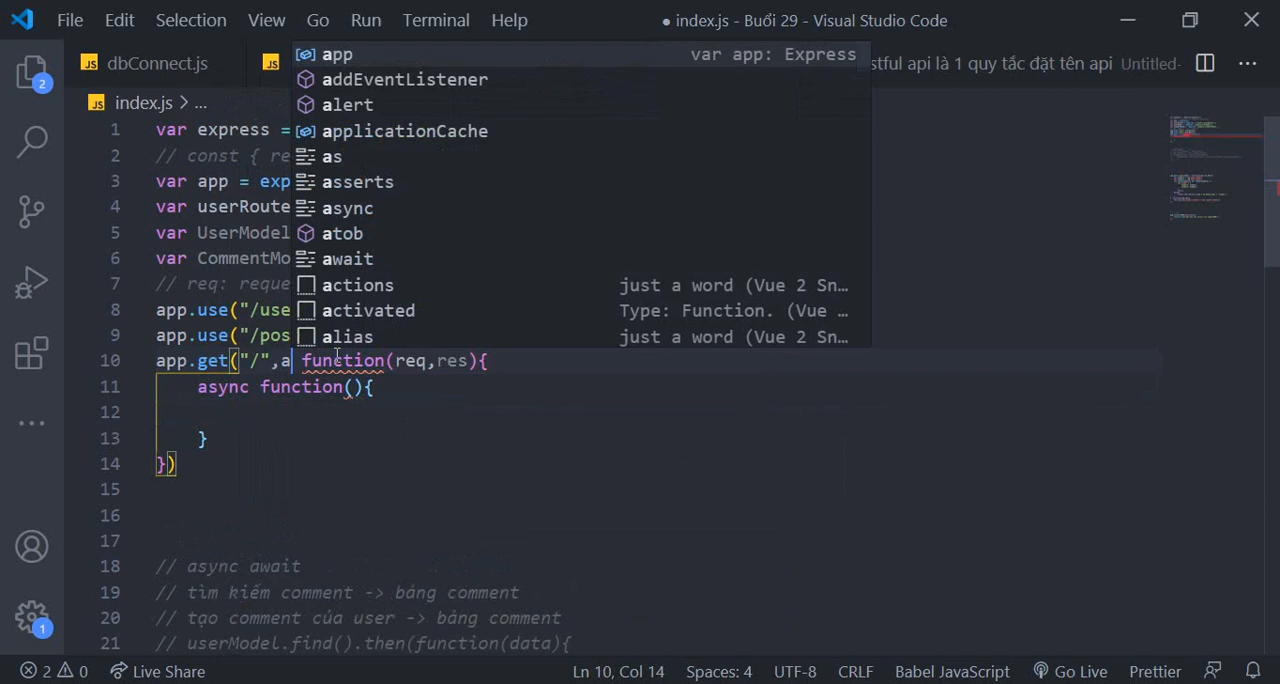 File Edit Selection View Go Run Terminal Help
● index.js - Buổi 29 - Visual Studio Code
JS dbConnect.js
JS
stful api là 1 quy tắc đặt tên api Untitled-
JS index.js > ...
app var app: Express
addEventListener
alert
applicationCache
as
asserts
async
atob
await
actions just a word (Vue 2 Sn…
activated Type: Function. (Vue …
alias just a word (Vue 2 Sn…
1 var express =
2 // const { re
3 var app = exp
4 var userRoute
5 var UserModel
6 var CommentMo
7 // req: reque
8 app.use("/use
9 app.use("/pos
10 app.get("/",a function(req,res){
11 async function(){
12
13 }
14 })
15
16
17
18 // async await
19 // tìm kiếm comment -> bảng comment
20 // tạo comment của user -> bảng comment
21 // userModel.find().then(function(data){
2
1
2 0 Live Share
Ln 10, Col 14 Spaces: 4 UTF-8 CRLF Babel JavaScript Go Live Prettier